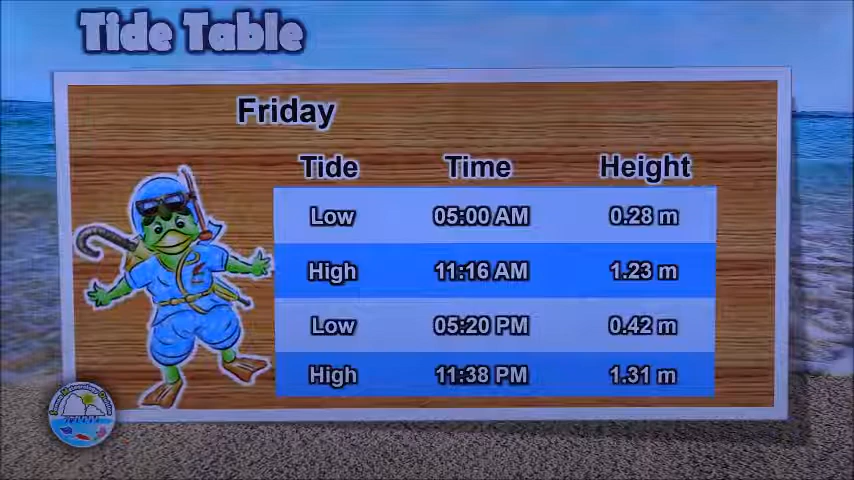 Tide Table
Friday
Tide Time Height
Low 05:00 AM 0.28 m
High 11:16 AM 1.23 m
Low 05:20 PM 0.42 m
High 11:38 PM 1.31 m